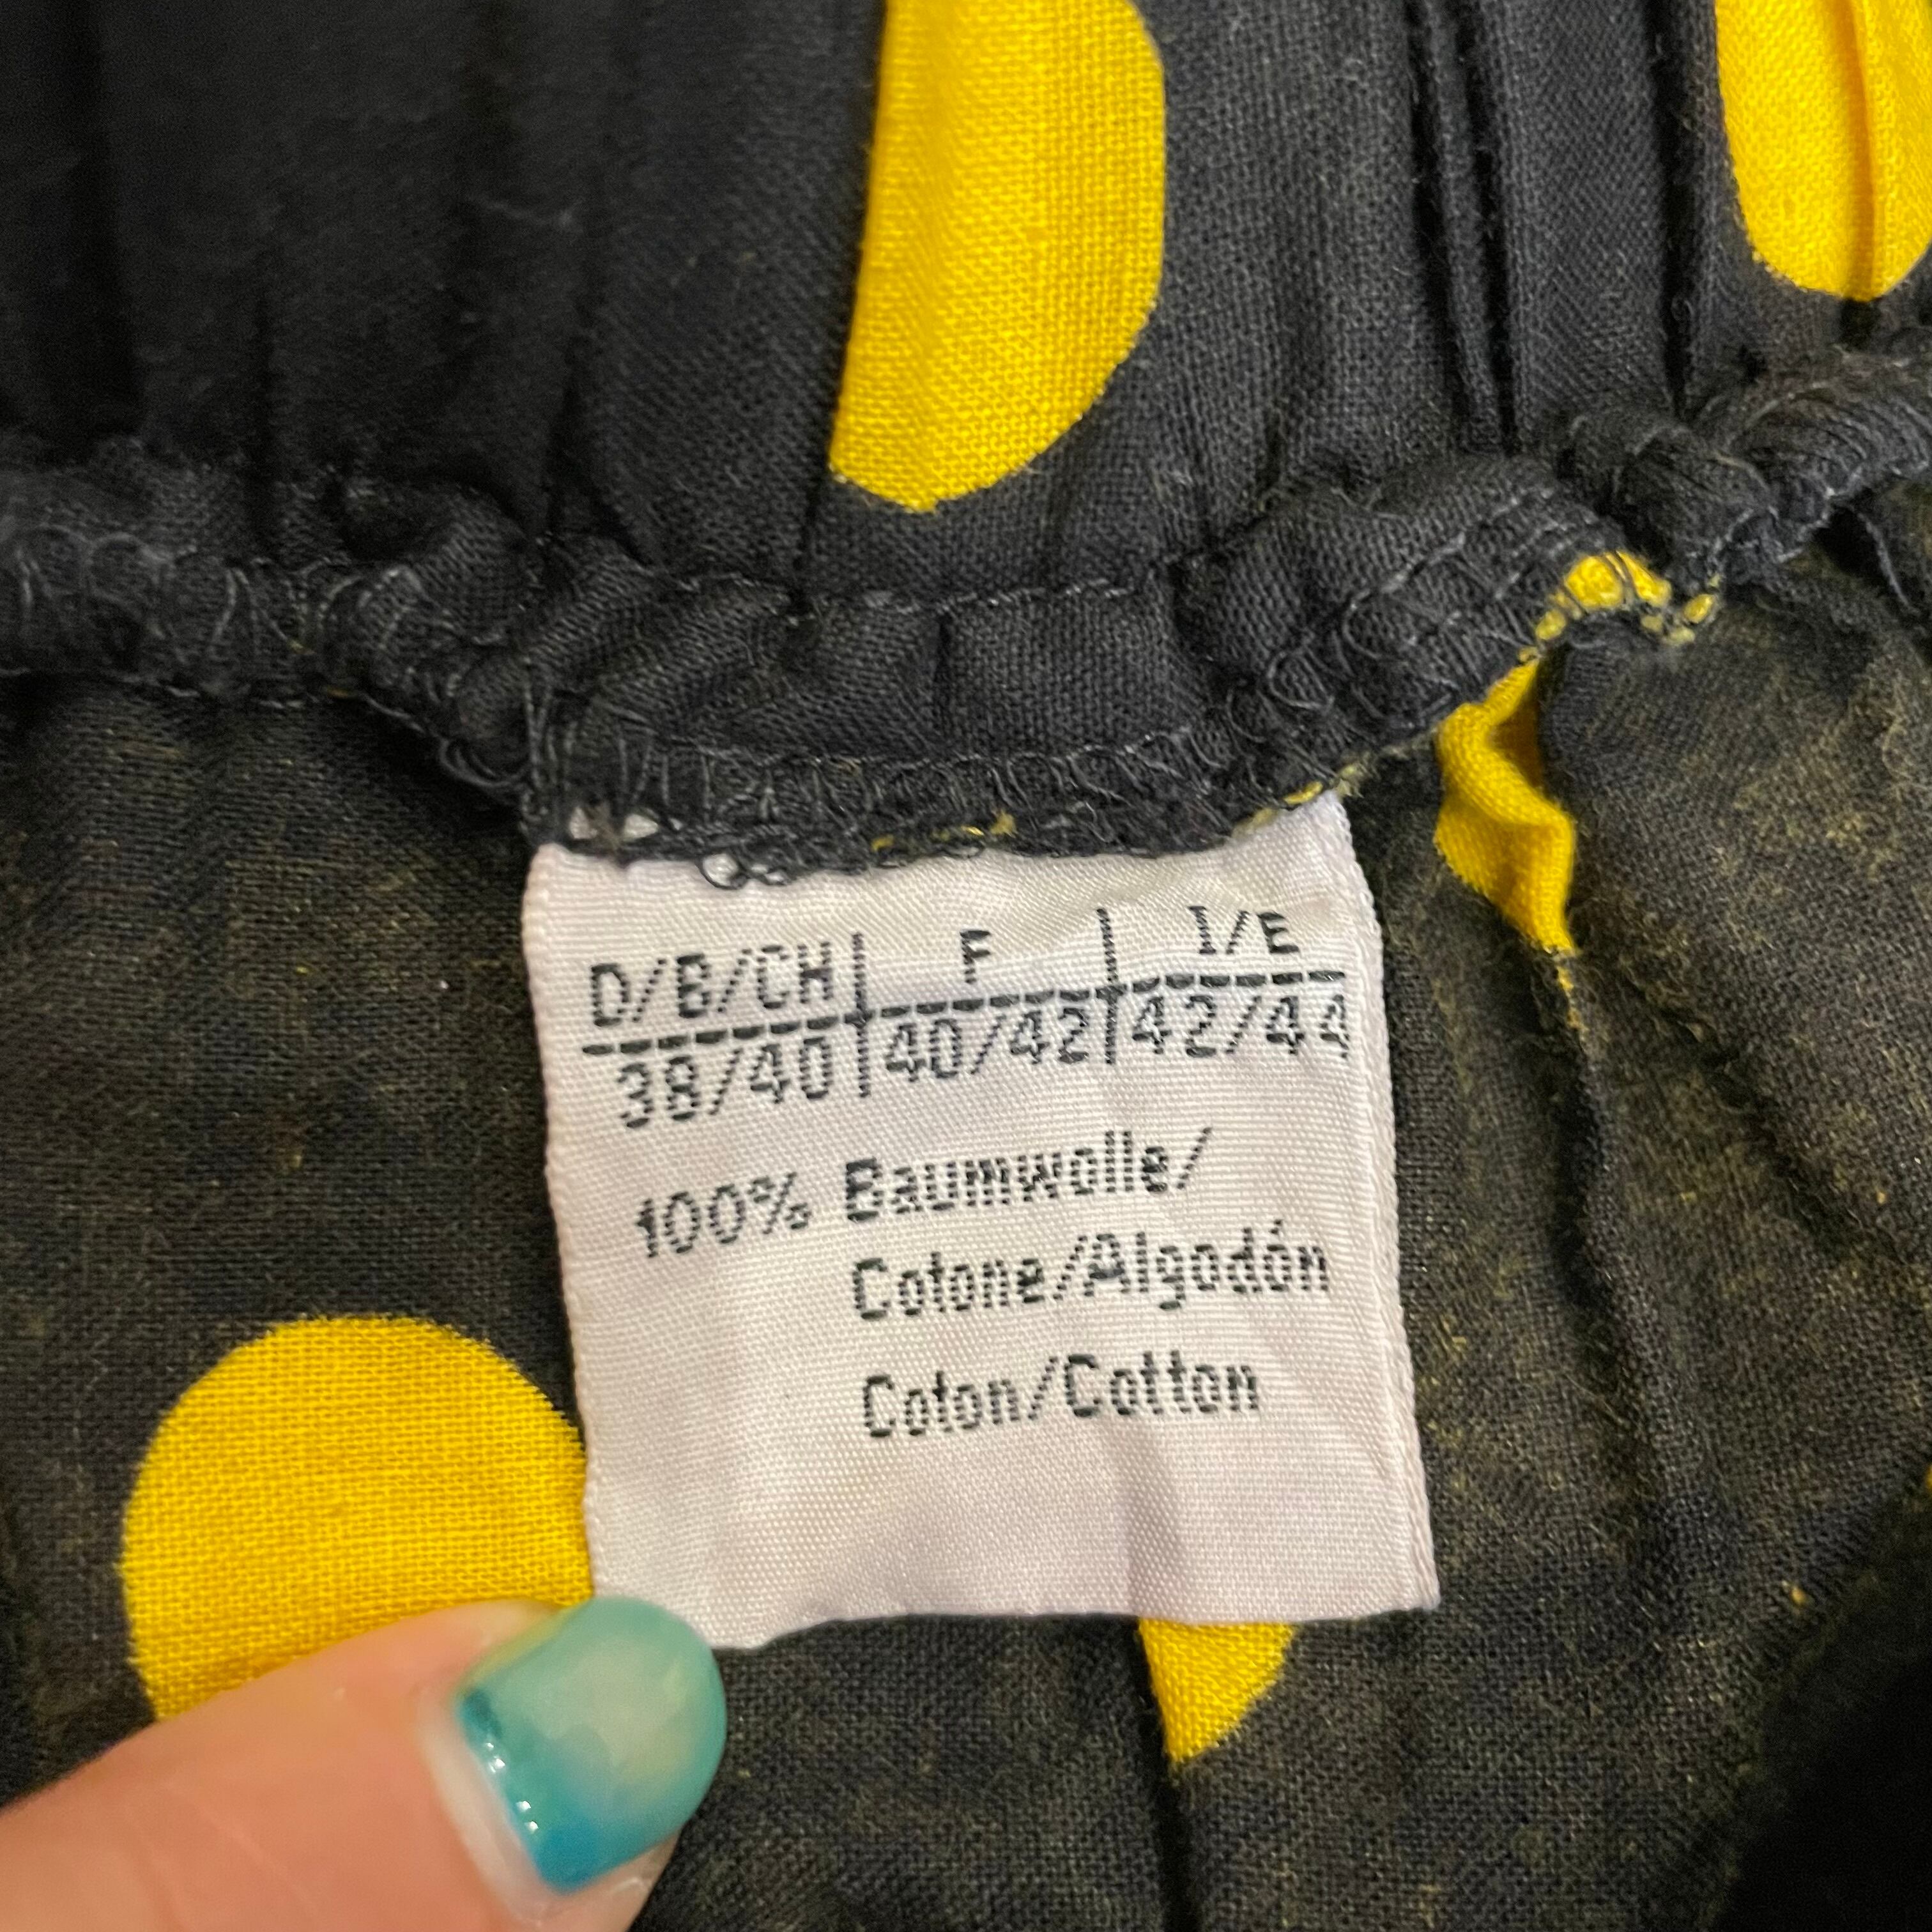 D/B/CH | F | I/E
38/40 | 40/42 | 42/44
100% Baumwolle/
Cotone/Algodón
Coton/Cotton